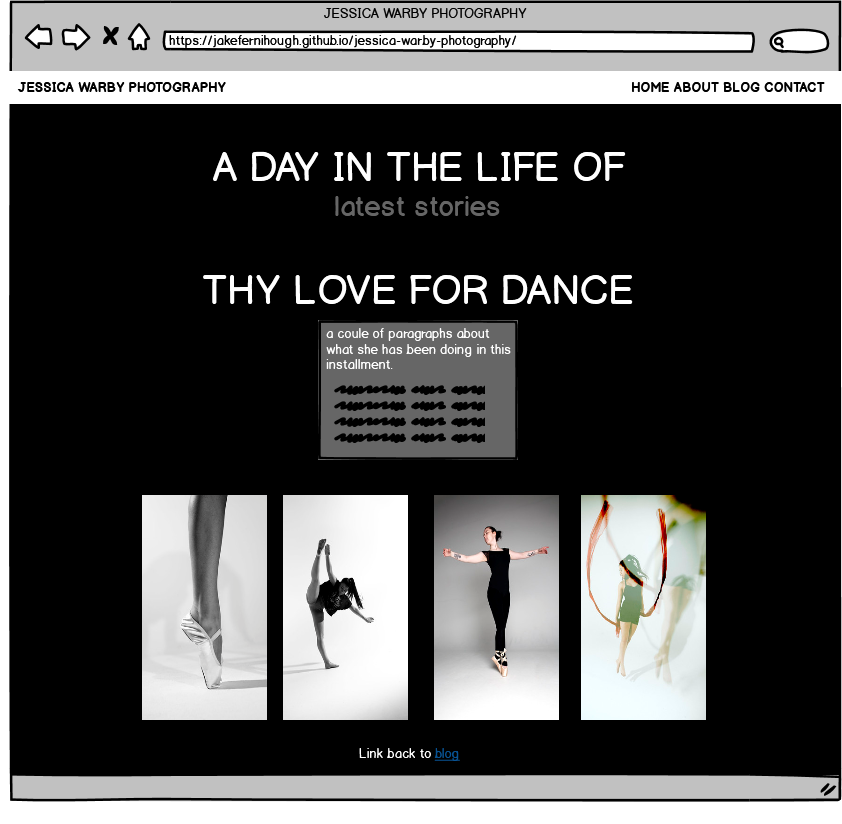 JESSICA WARBY PHOTOGRAPHY
https://jakefernihough.github.io/jessica-warby-photography/
JESSICA WARBY PHOTOGRAPHY
HOME ABOUT BLOG CONTACT
A DAY IN THE LIFE OF
latest stories
THY LOVE FOR DANCE
a coule of paragraphs about
what she has been doing in this
installment.
Link back to blog